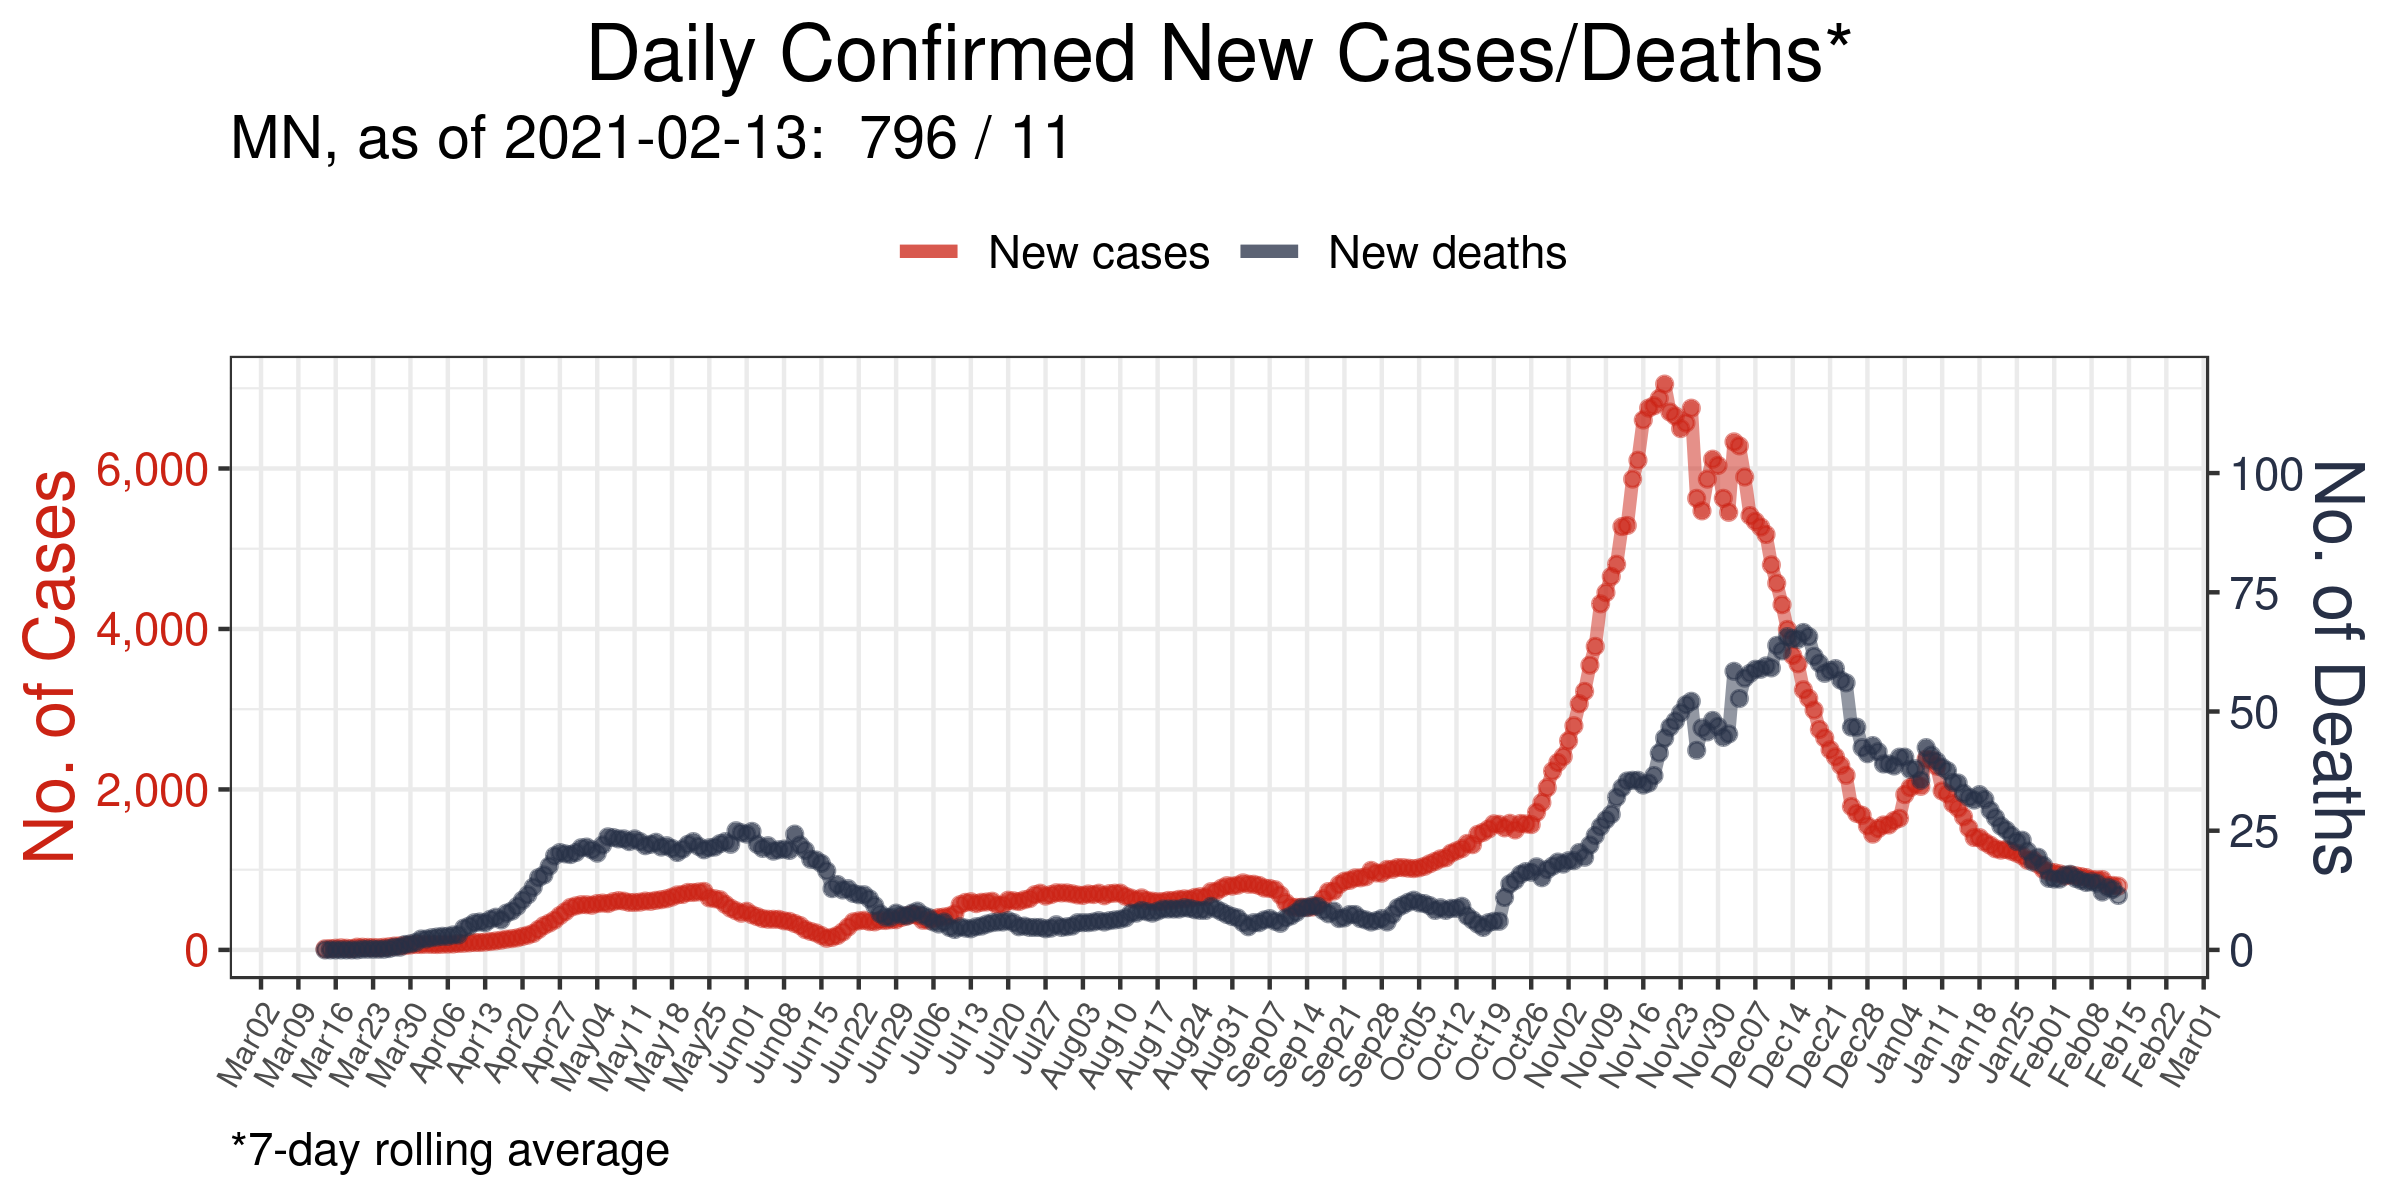 Daily Confirmed New Cases/Deaths*
MN, as of 2021-02-13:  796 / 11
New cases
New deaths
No. of Cases
6,000
4,000
2,000
0
100
75
50
25
0
No. of Deaths
Mar02
Mar09
Mar16
Mar23
Mar30
Apr06
Apr13
Apr20
Apr27
May04
May11
May18
May25
Jun01
Jun08
Jun15
Jun22
Jun29
Jul06
Jul13
Jul20
Jul27
Aug03
Aug10
Aug17
Aug24
Aug31
Sep07
Sep14
Sep21
Sep28
Oct05
Oct12
Oct19
Oct26
Nov02
Nov09
Nov16
Nov23
Nov30
Dec07
Dec14
Dec21
Dec28
Jan04
Jan11
Jan18
Jan25
Feb01
Feb08
Feb15
Feb22
Mar01
*7-day rolling average